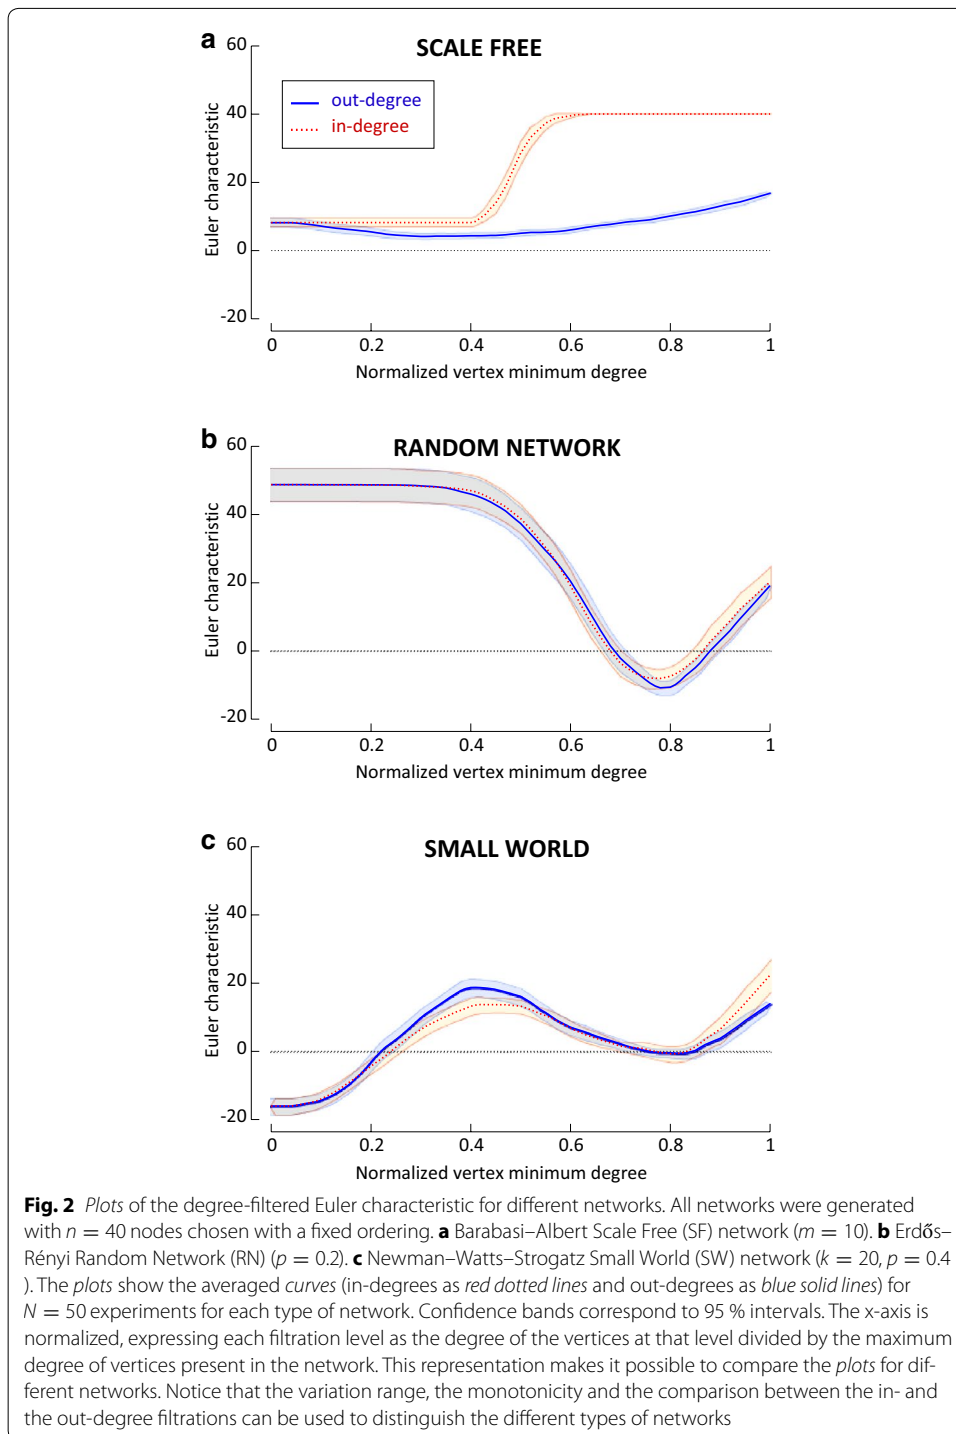 a
SCALE FREE
60
40
20
0
-20
Euler characteristic
out-degree
in-degree
0 0.2 0.4 0.6 0.8 1
Normalized vertex minimum degree
b
RANDOM NETWORK
60
40
20
0
-20
Euler characteristic
0 0.2 0.4 0.6 0.8 1
Normalized vertex minimum degree
c
SMALL WORLD
60
40
20
0
-20
Euler characteristic
0 0.2 0.4 0.6 0.8 1
Normalized vertex minimum degree
Fig. 2 Plots of the degree-filtered Euler characteristic for different networks. All networks were generated
with n = 40 nodes chosen with a fixed ordering. a Barabasi–Albert Scale Free (SF) network (m = 10). b Erdős–
Rényi Random Network (RN) (p = 0.2). c Newman–Watts–Strogatz Small World (SW) network (k = 20, p = 0.4
). The plots show the averaged curves (in-degrees as red dotted lines and out-degrees as blue solid lines) for
N = 50 experiments for each type of network. Confidence bands correspond to 95 % intervals. The x-axis is
normalized, expressing each filtration level as the degree of the vertices at that level divided by the maximum
degree of vertices present in the network. This representation makes it possible to compare the plots for dif-
ferent networks. Notice that the variation range, the monotonicity and the comparison between the in- and
the out-degree filtrations can be used to distinguish the different types of networks